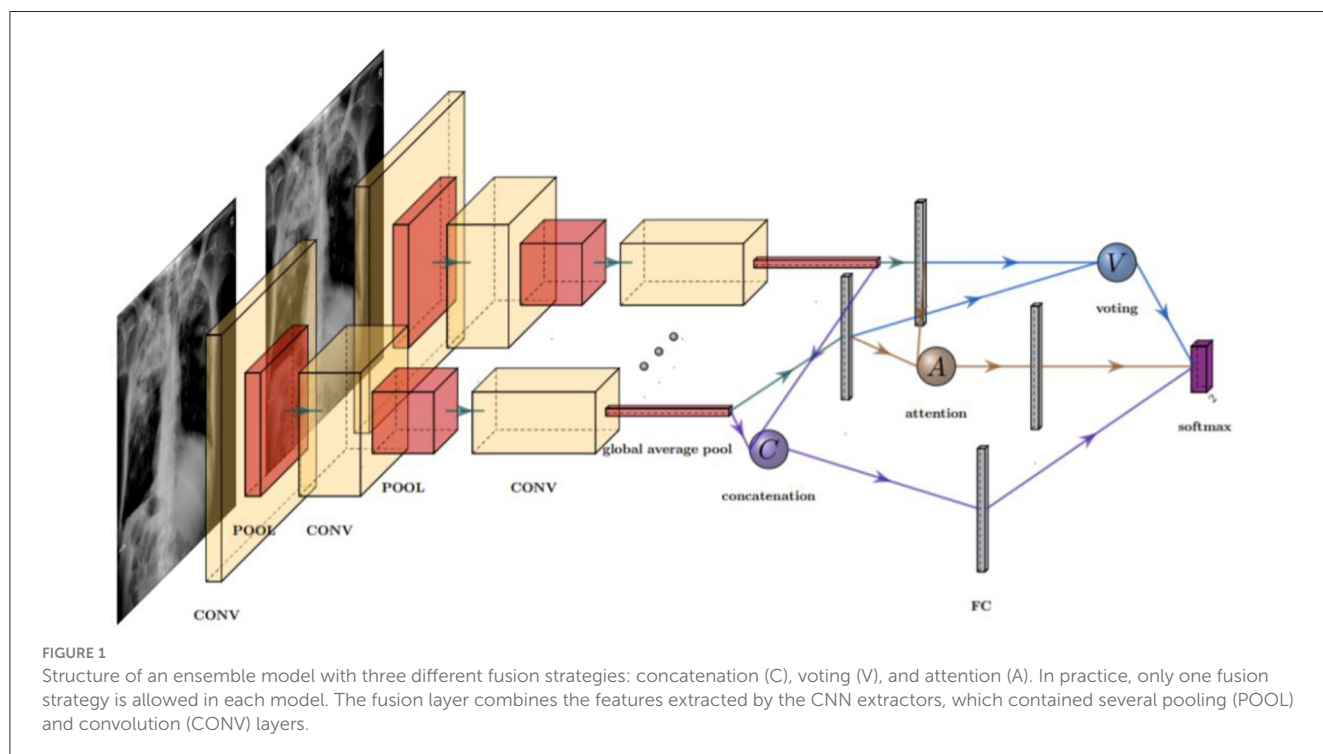 V
voting
A
attention
2
softmax
global average pool
C
concatenation
POOL
CONV
POOL
CONV
CONV
FC
FIGURE 1
Structure of an ensemble model with three different fusion strategies: concatenation (C), voting (V), and attention (A). In practice, only one fusion
strategy is allowed in each model. The fusion layer combines the features extracted by the CNN extractors, which contained several pooling (POOL)
and convolution (CONV) layers.